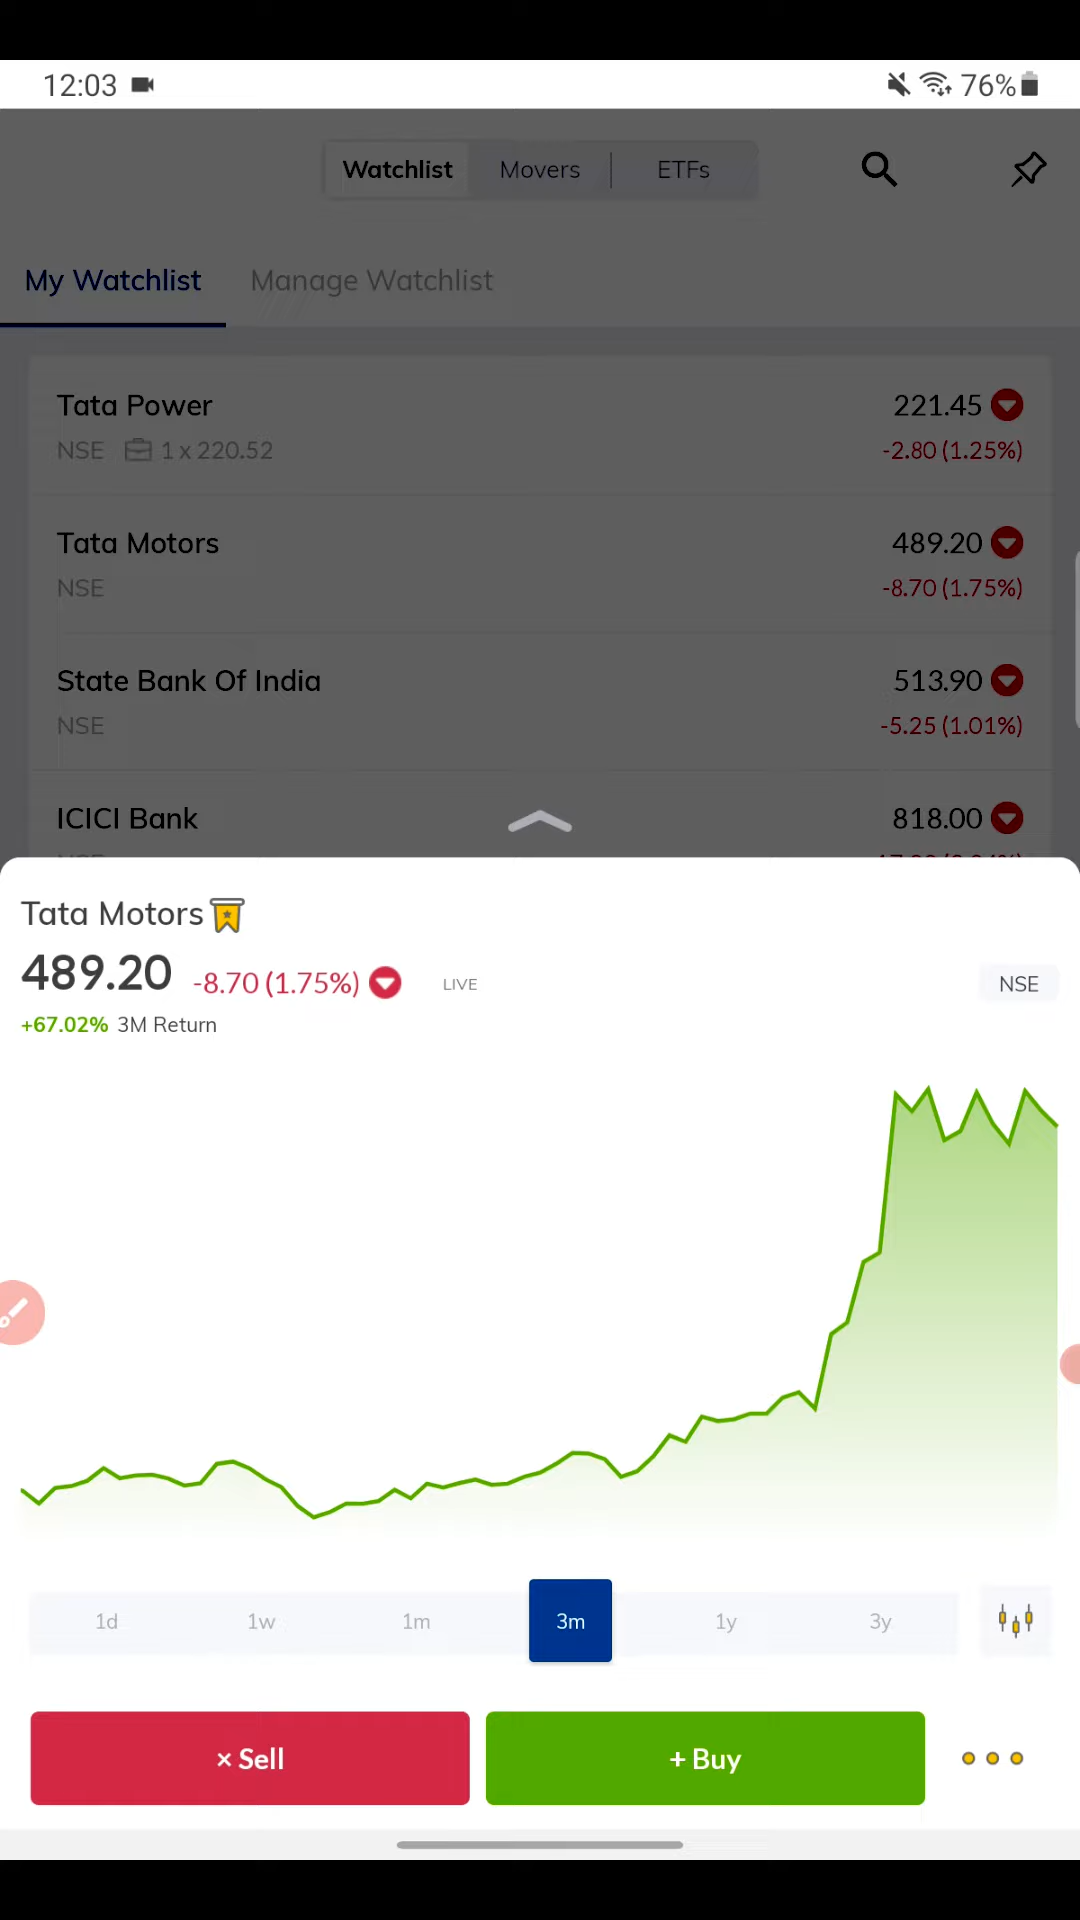 12:03 76%
Watchlist Movers ETFs
My Watchlist Manage Watchlist
Tata Power 221.45
NSE 1 x 220.52 -2.80 (1.25%)
Tata Motors 489.20
NSE -8.70 (1.75%)
State Bank Of India 513.90
NSE -5.25 (1.01%)
ICICI Bank 818.00
Tata Motors
489.20 -8.70 (1.75%) LIVE NSE
+67.02% 3M Return
1d 1w 1m 3m 1y 3y
× Sell + Buy